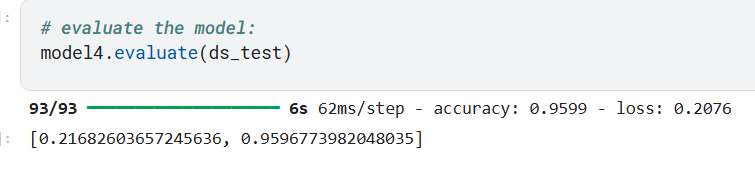 ]:
# evaluate the model:
model4.evaluate(ds_test)
93/93 ━━━━━━━━━━━━━━━━━━━━ 6s 62ms/step - accuracy: 0.9599 - loss: 0.2076
]:
[0.21682603657245636, 0.9596773982048035]